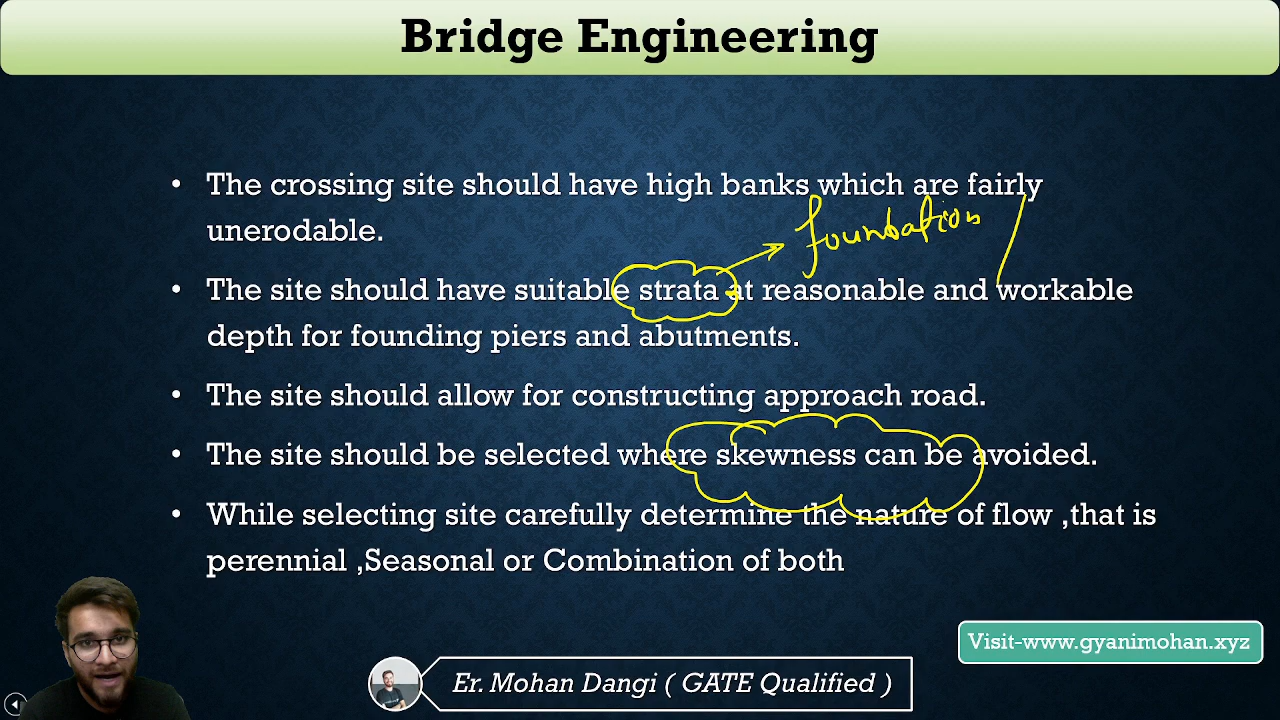 Bridge Engineering
• The crossing site should have high banks which are fairly
unerodable.
foundation
• The site should have suitable strata at reasonable and workable
depth for founding piers and abutments.
• The site should allow for constructing approach road.
• The site should be selected where skewness can be avoided.
• While selecting site carefully determine the nature of flow ,that is
perennial ,Seasonal or Combination of both
Visit-www.gyanimohan.xyz
Er. Mohan Dangi ( GATE Qualified )